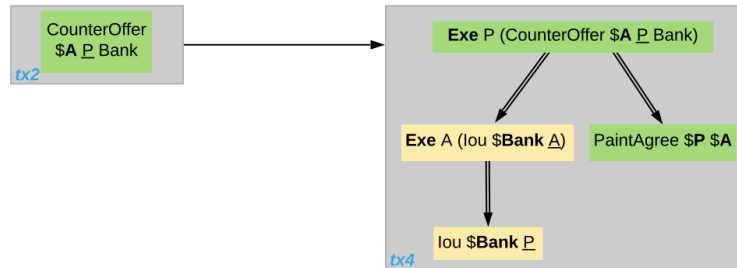 CounterOffer
$A P Bank
tx2
Exe P (CounterOffer $A P Bank)
Exe A (Iou $Bank A)
PaintAgree $P $A
Iou $Bank P
tx4